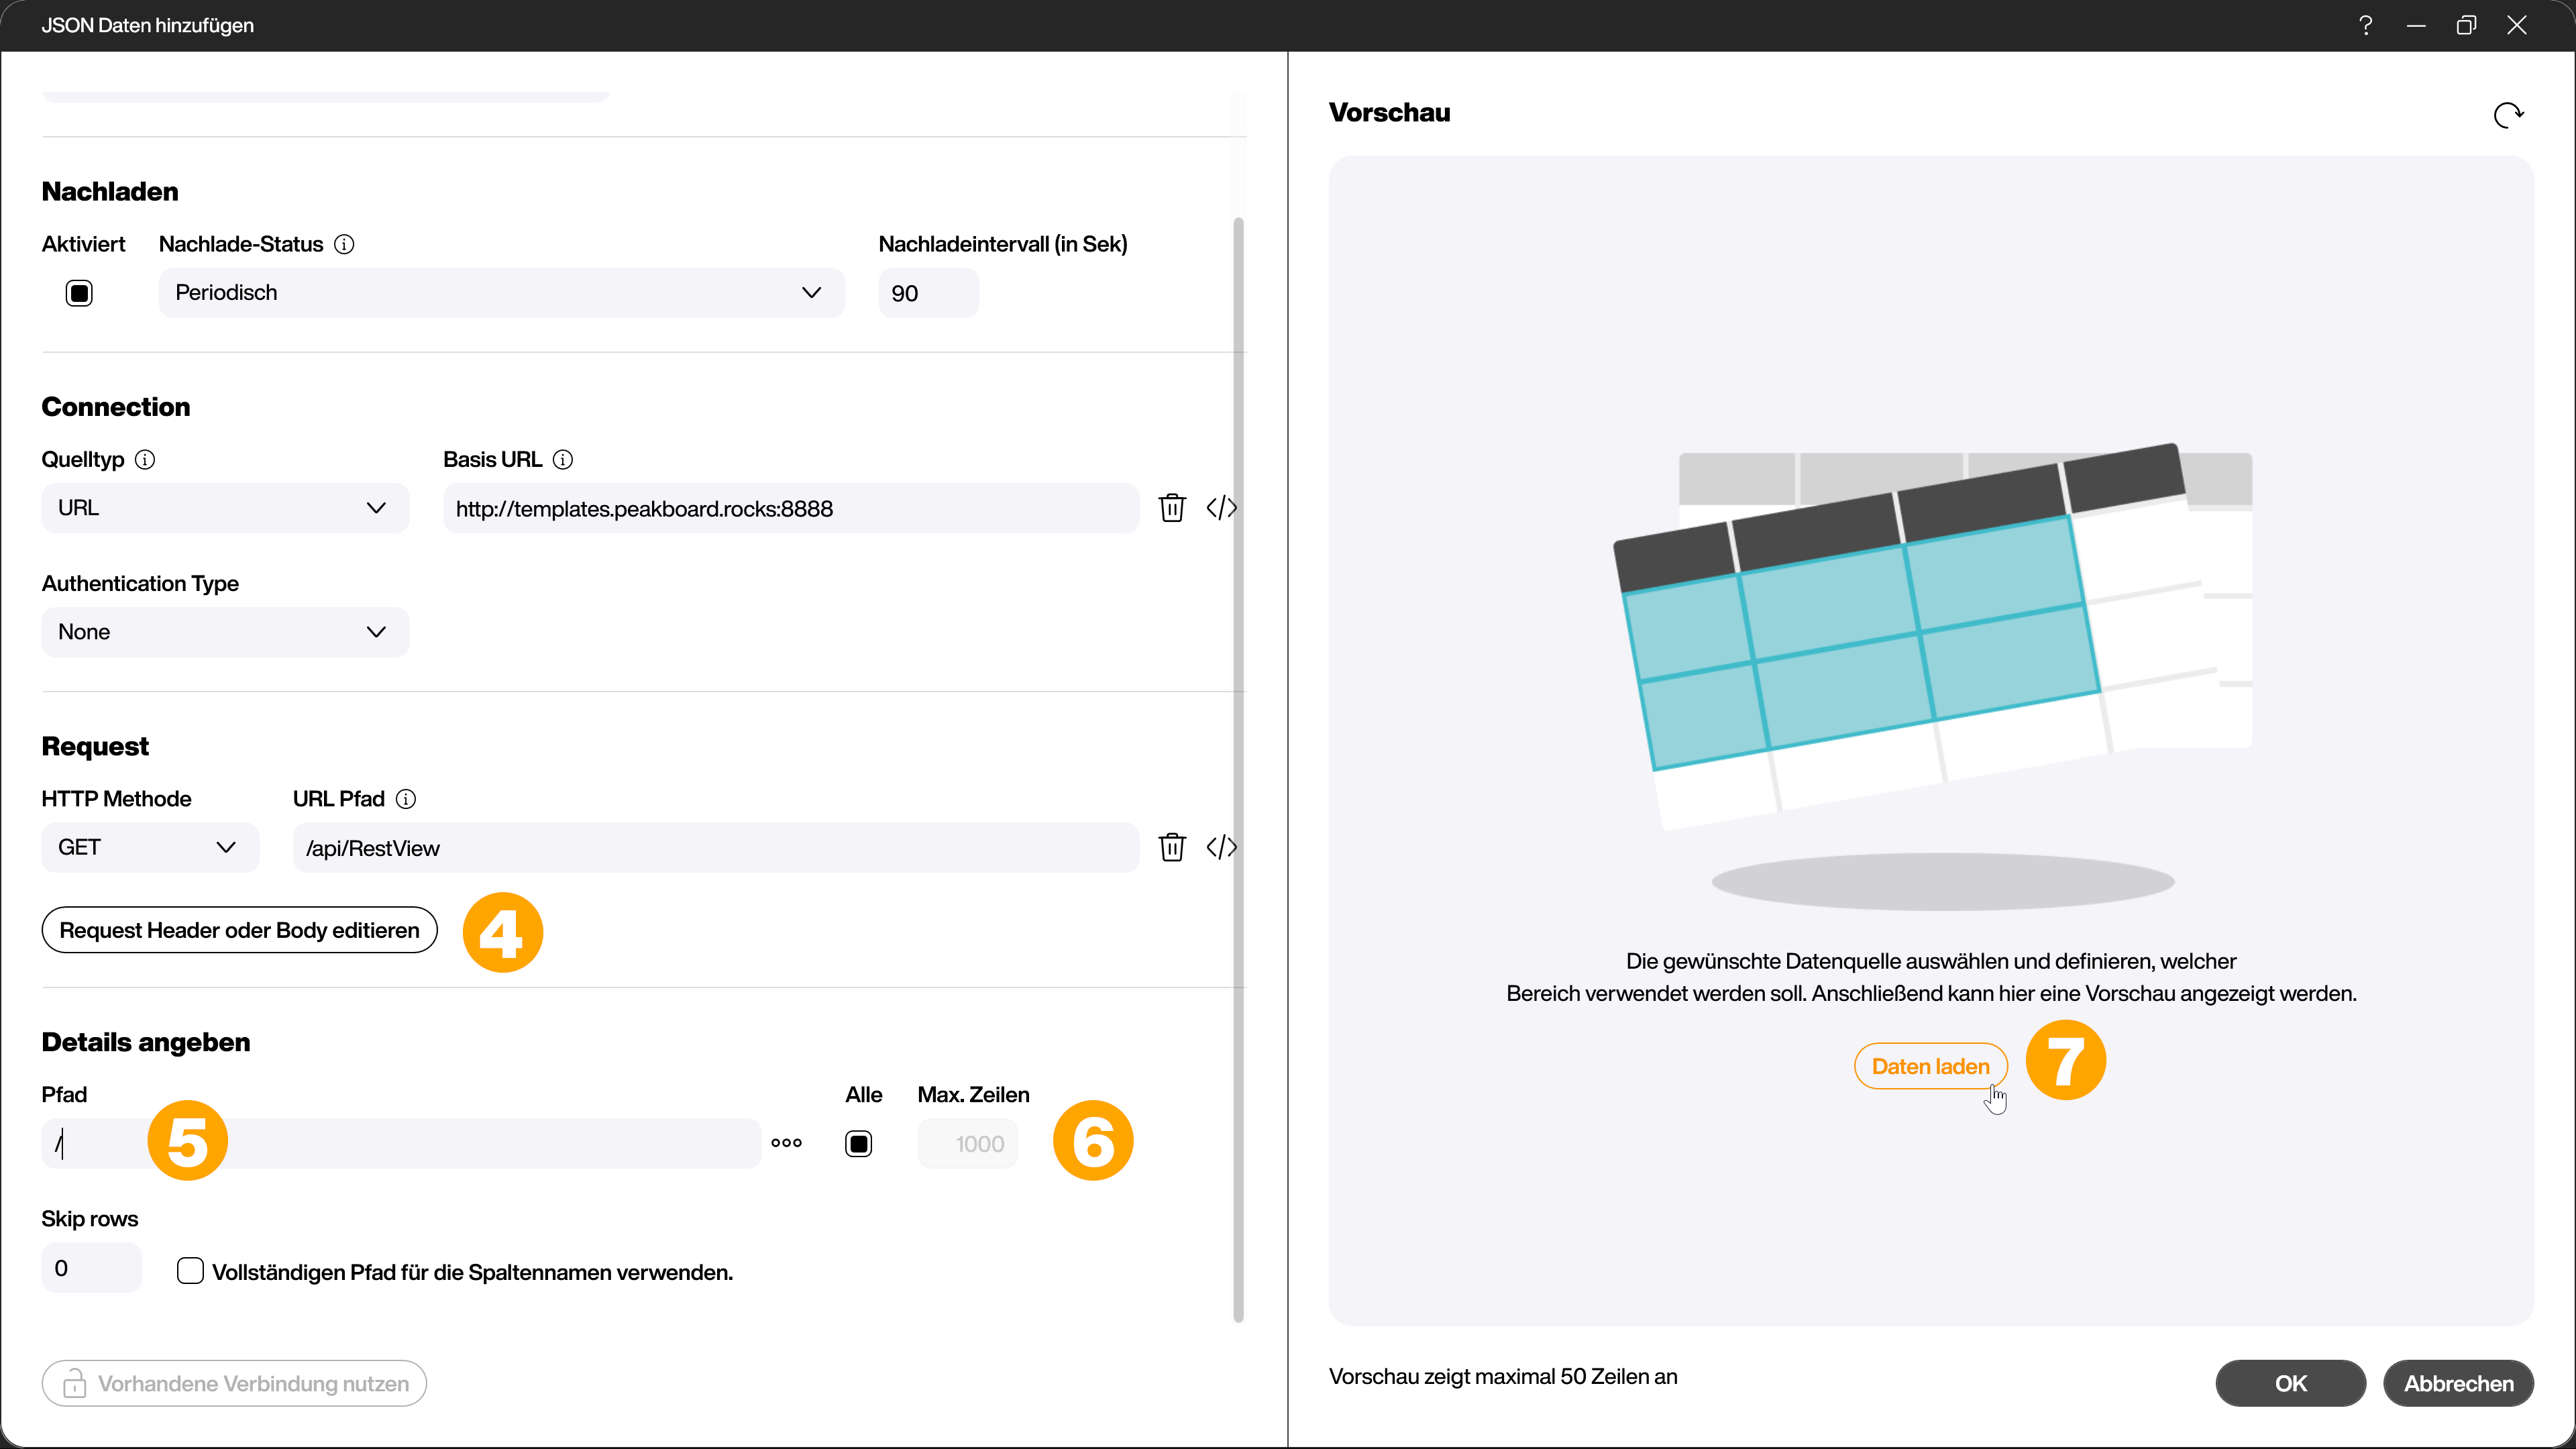 JSON Daten hinzufügen
Nachladen
Aktiviert Nachlade-Status Nachladeintervall (in Sek)
Periodisch 90
Connection
Quelltyp Basis URL
URL http://templates.peakboard.rocks:8888
Authentication Type
None
Request
HTTP Methode URL Pfad
GET /api/RestView
Request Header oder Body editieren 4
Details angeben
Pfad Alle Max. Zeilen
/ 5 1000 6
Skip rows
0 Vollständigen Pfad für die Spaltennamen verwenden.
Vorhandene Verbindung nutzen
Vorschau
Die gewünschte Datenquelle auswählen und definieren, welcher
Bereich verwendet werden soll. Anschließend kann hier eine Vorschau angezeigt werden.
Daten laden 7
Vorschau zeigt maximal 50 Zeilen an
OK Abbrechen